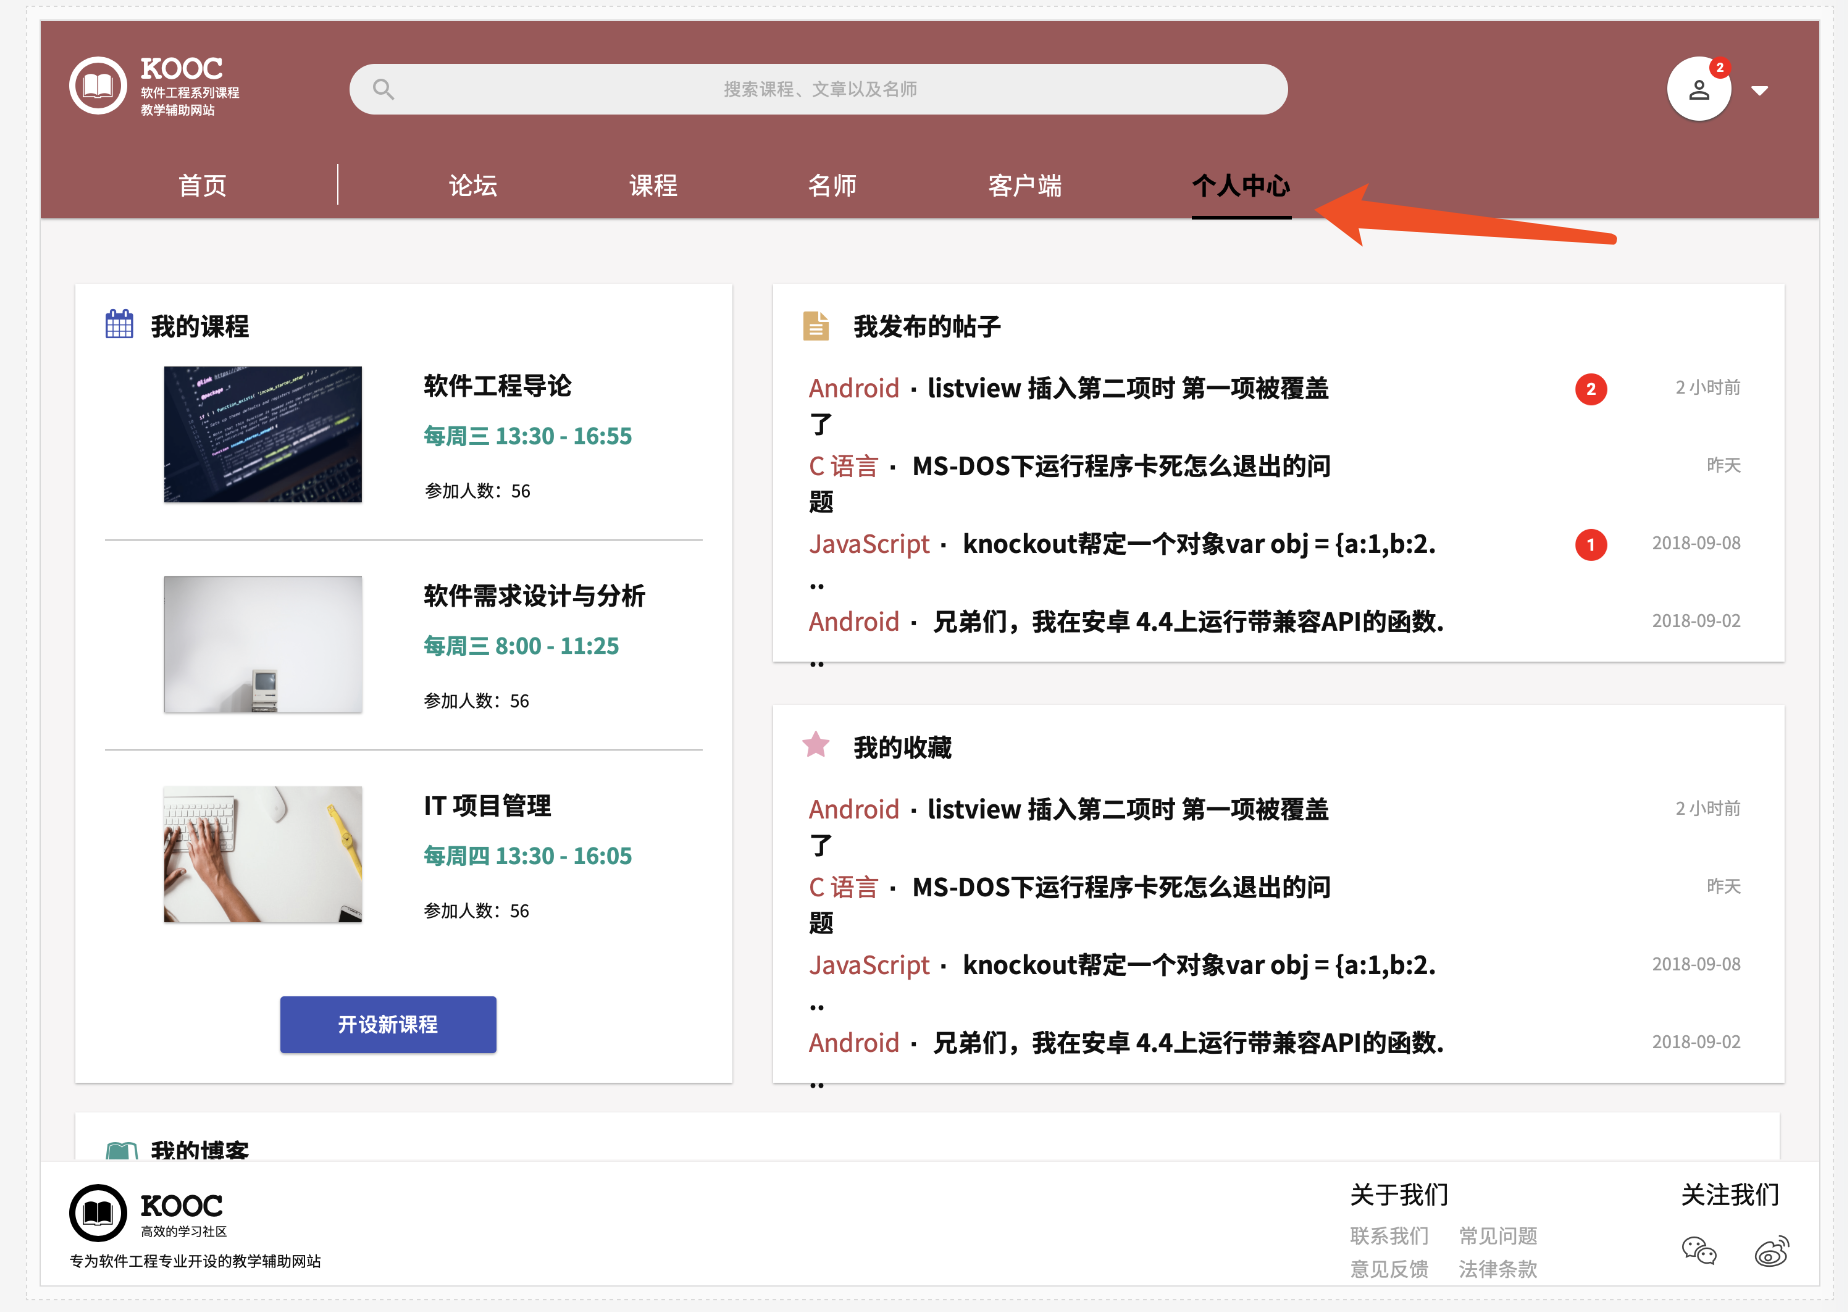 KOOC
软件工程系列课程
教学辅助网站
搜索课程、文章以及名师
2
首页
论坛
课程
名师
客户端
个人中心
我的课程
软件工程导论
每周三 13:30 - 16:55
参加人数：56
软件需求设计与分析
每周三 8:00 - 11:25
参加人数：56
IT 项目管理
每周四 13:30 - 16:05
参加人数：56
开设新课程
我发布的帖子
Android · listview 插入第二项时 第一项被覆盖
了
2
2 小时前
C 语言 · MS-DOS下运行程序卡死怎么退出的问
题
昨天
JavaScript · knockout帮定一个对象var obj = {a:1,b:2.
..
1
2018-09-08
Android · 兄弟们，我在安卓 4.4上运行带兼容API的函数.
..
2018-09-02
我的收藏
Android · listview 插入第二项时 第一项被覆盖
了
2 小时前
C 语言 · MS-DOS下运行程序卡死怎么退出的问
题
昨天
JavaScript · knockout帮定一个对象var obj = {a:1,b:2.
..
2018-09-08
Android · 兄弟们，我在安卓 4.4上运行带兼容API的函数.
..
2018-09-02
我的博客
KOOC
高效的学习社区
专为软件工程专业开设的教学辅助网站
关于我们
联系我们 常见问题
意见反馈 法律条款
关注我们